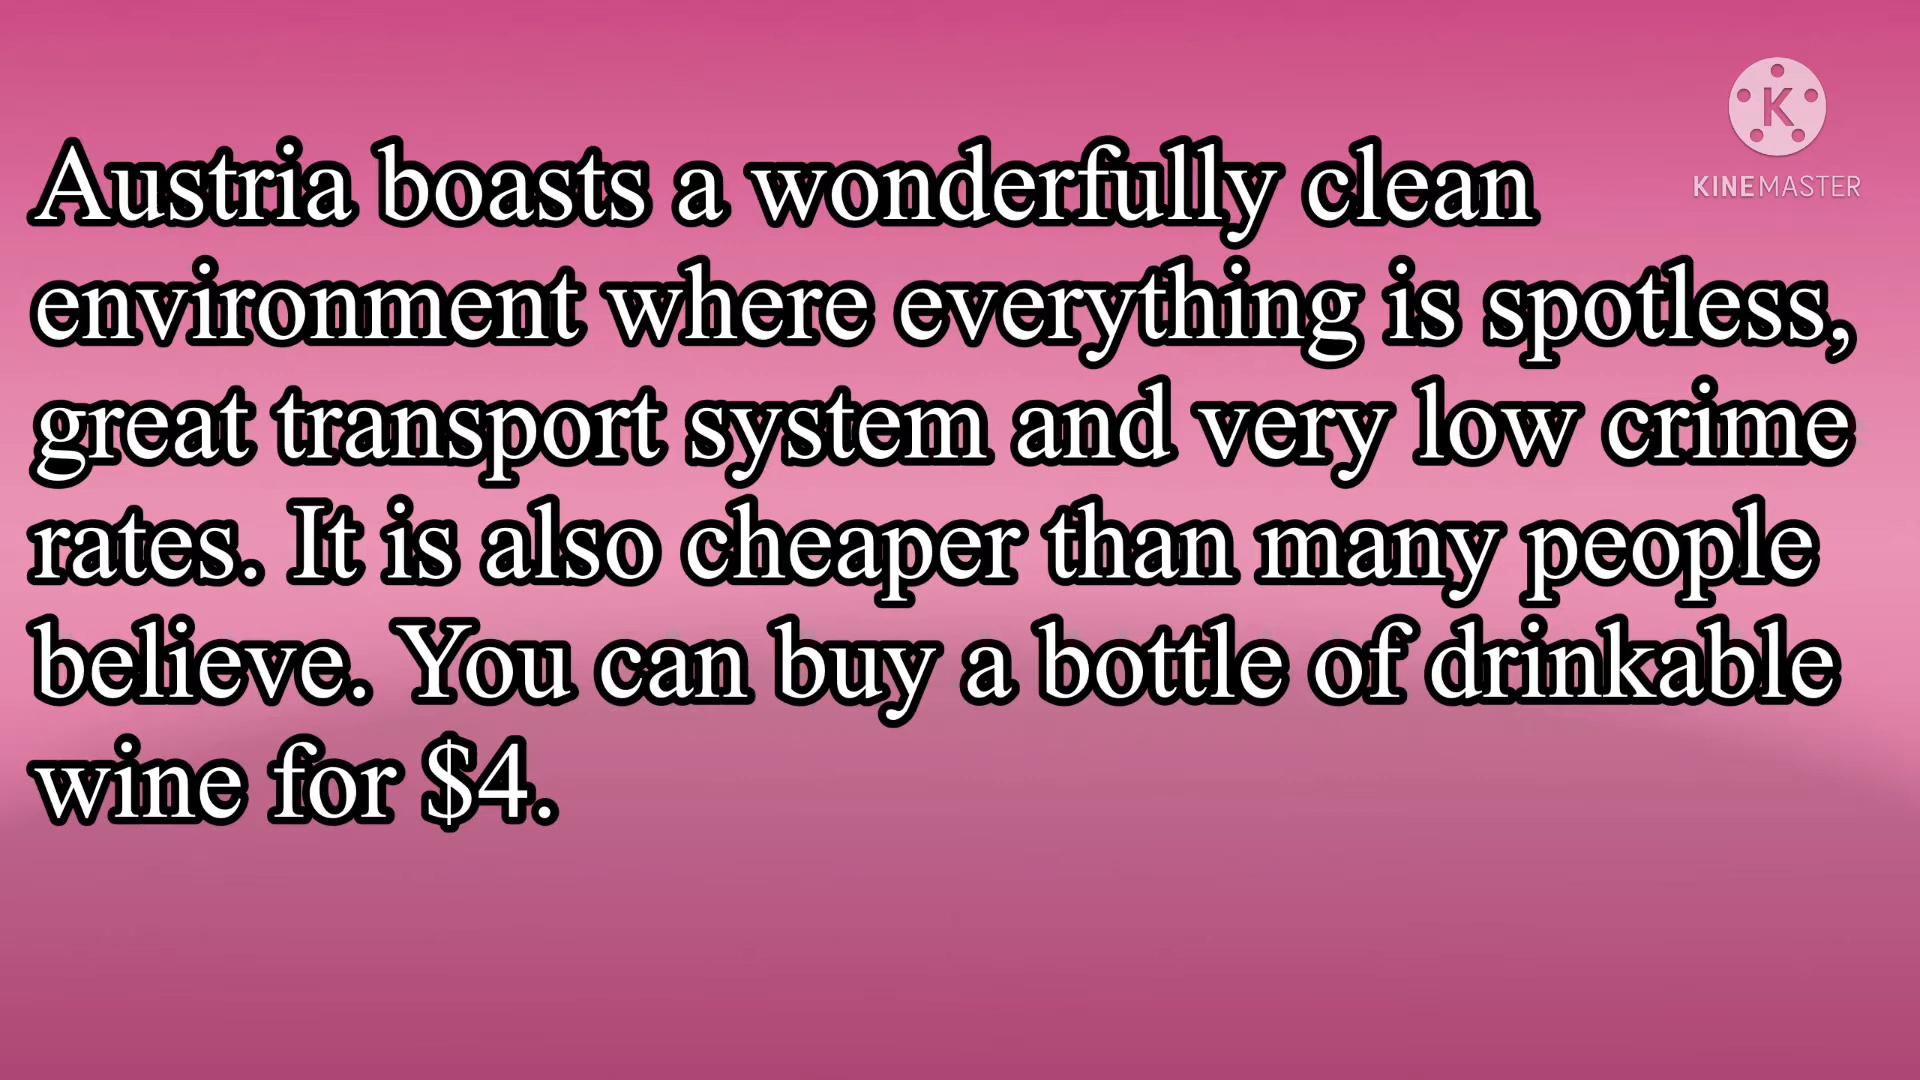 Austria boasts a wonderfully clean
environment where everything is spotless,
great transport system and very low crime
rates. It is also cheaper than many people
believe. You can buy a bottle of drinkable
wine for $4.
K
KINEMASTER